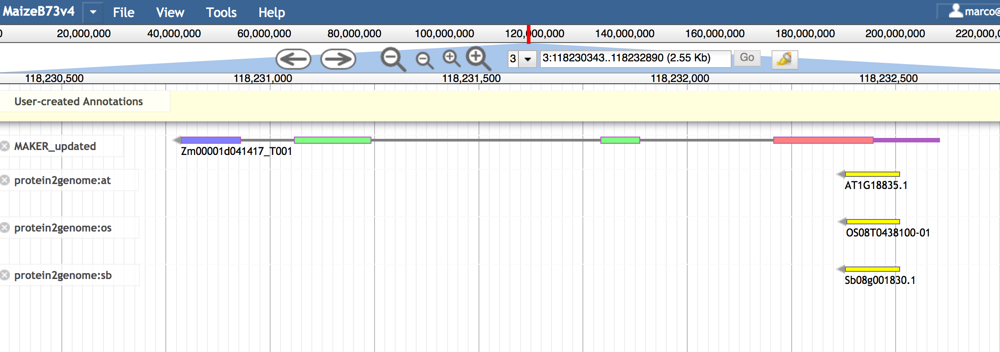 MaizeB73v4 File View Tools Help marco@
0 20,000,000 40,000,000 60,000,000 80,000,000 100,000,000 120,000,000 140,000,000 160,000,000 180,000,000 200,000,000 220,000,0
3 3:118230343..118232890 (2.55 Kb) Go
118,230,500 118,231,000 118,231,500 118,232,000 118,232,500
User-created Annotations
MAKER_updated
Zm00001d041417_T001
protein2genome:at
AT1G18835.1
protein2genome:os
OS08T0438100-01
protein2genome:sb
Sb08g001830.1